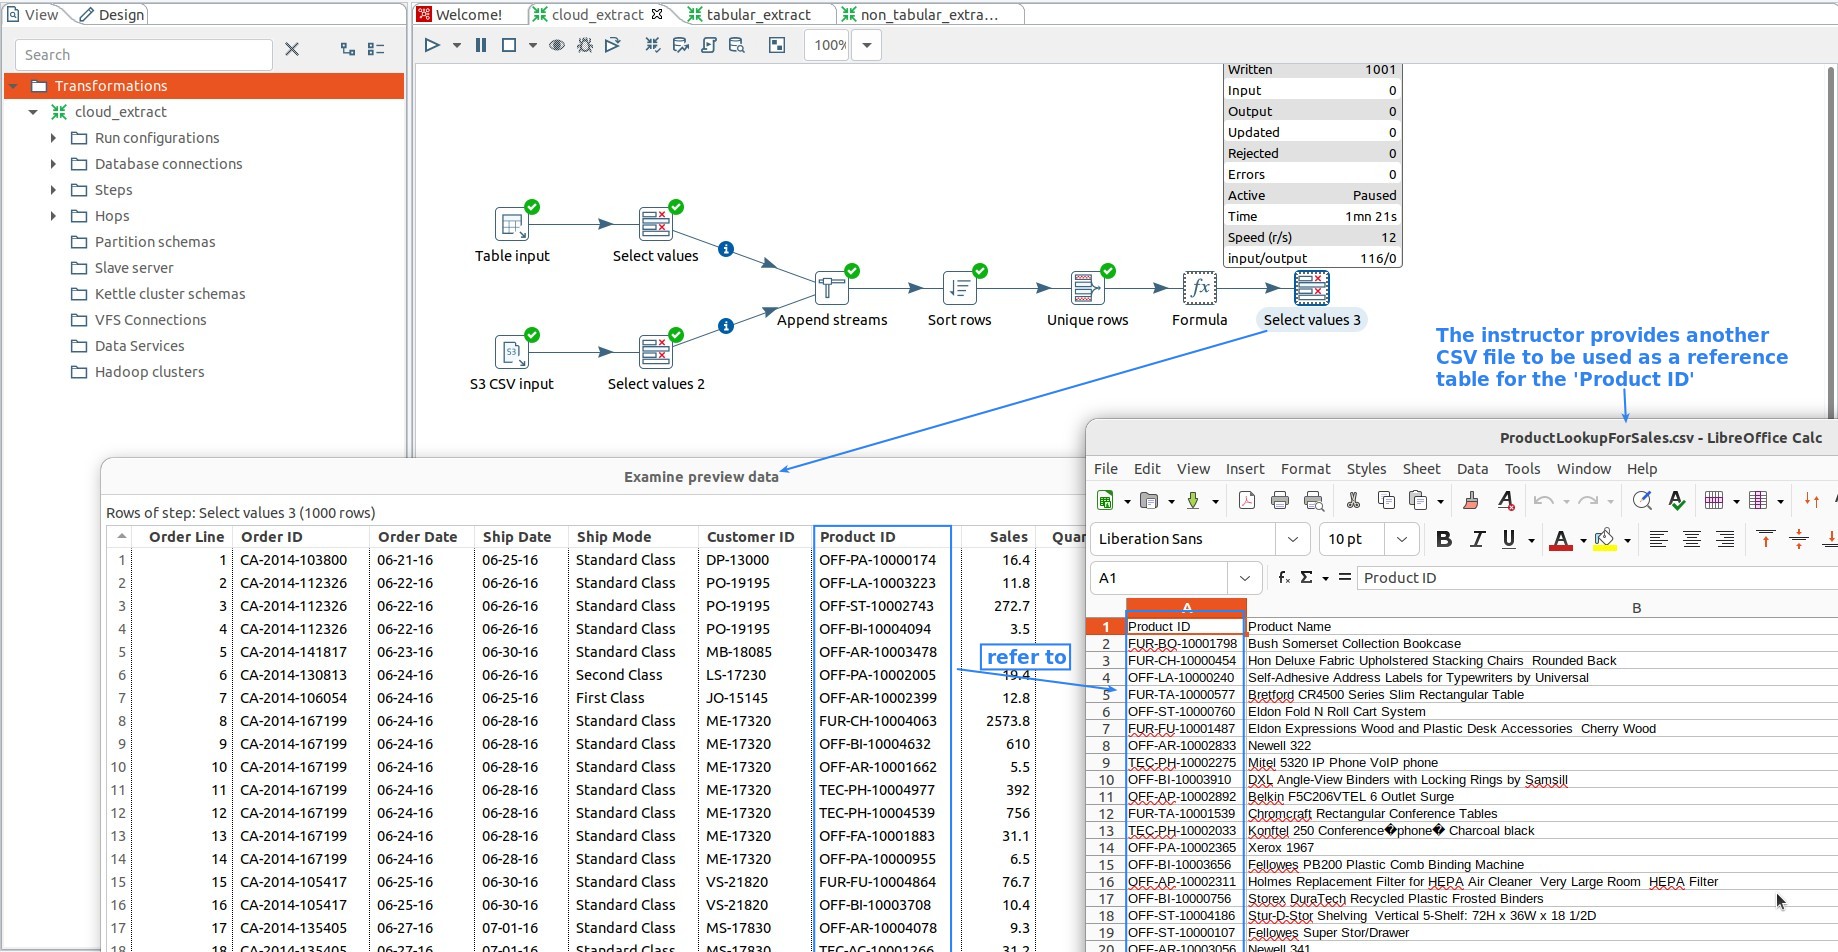 View Design
Welcome! cloud_extract tabular_extract non_tabular_extra...
Search
100%
Transformations
cloud_extract
Run configurations
Database connections
Steps
Hops
Partition schemas
Slave server
Kettle cluster schemas
VFS Connections
Data Services
Hadoop clusters
Written 1001
Input 0
Output 0
Updated 0
Rejected 0
Errors 0
Active Paused
Time 1mn 21s
Speed (r/s) 12
input/output 116/0
Table input
Select values
S3
S3 CSV input
Select values 2
Append streams
Sort rows
Unique rows
fx
Formula
Select values 3
The instructor provides another
CSV file to be used as a reference
table for the 'Product ID'
Examine preview data
Rows of step: Select values 3 (1000 rows)
Order Line Order ID Order Date Ship Date Ship Mode Customer ID Product ID Sales Quan
1 1 CA-2014-103800 06-21-16 06-25-16 Standard Class DP-13000 OFF-PA-10000174 16.4
2 2 CA-2014-112326 06-22-16 06-26-16 Standard Class PO-19195 OFF-LA-10003223 11.8
3 3 CA-2014-112326 06-22-16 06-26-16 Standard Class PO-19195 OFF-ST-10002743 272.7
4 4 CA-2014-112326 06-22-16 06-26-16 Standard Class PO-19195 OFF-BI-10004094 3.5
5 5 CA-2014-141817 06-23-16 06-30-16 Standard Class MB-18085 OFF-AR-10003478
6 6 CA-2014-130813 06-24-16 06-26-16 Second Class LS-17230 OFF-PA-10002005 19.4
7 7 CA-2014-106054 06-24-16 06-25-16 First Class JO-15145 OFF-AR-10002399 12.8
8 8 CA-2014-167199 06-24-16 06-28-16 Standard Class ME-17320 FUR-CH-10004063 2573.8
9 9 CA-2014-167199 06-24-16 06-28-16 Standard Class ME-17320 OFF-BI-10004632 610
10 10 CA-2014-167199 06-24-16 06-28-16 Standard Class ME-17320 OFF-AR-10001662 5.5
11 11 CA-2014-167199 06-24-16 06-28-16 Standard Class ME-17320 TEC-PH-10004977 392
12 12 CA-2014-167199 06-24-16 06-28-16 Standard Class ME-17320 TEC-PH-10004539 756
13 13 CA-2014-167199 06-24-16 06-28-16 Standard Class ME-17320 OFF-FA-10001883 31.1
14 14 CA-2014-167199 06-24-16 06-28-16 Standard Class ME-17320 OFF-PA-10000955 6.5
15 15 CA-2014-105417 06-25-16 06-30-16 Standard Class VS-21820 FUR-FU-10004864 76.7
16 16 CA-2014-105417 06-25-16 06-30-16 Standard Class VS-21820 OFF-BI-10003708 10.4
17 17 CA-2014-135405 06-27-16 07-01-16 Standard Class MS-17830 OFF-AR-10004078 9.3
18 18 CA-2014-135405 06-27-16 07-01-16 Standard Class MS-17830 TEC-AC-10001266 31.2
refer to
ProductLookupForSales.csv - LibreOffice Calc
File Edit View Insert Format Styles Sheet Data Tools Window Help
Liberation Sans 10 pt B I U A
A1 fx Σ = Product ID
A B
1 Product ID Product Name
2 FUR-BO-10001798 Bush Somerset Collection Bookcase
3 FUR-CH-10000454 Hon Deluxe Fabric Upholstered Stacking Chairs  Rounded Back
4 OFF-LA-10000240 Self-Adhesive Address Labels for Typewriters by Universal
5 FUR-TA-10000577 Bretford CR4500 Series Slim Rectangular Table
6 OFF-ST-10000760 Eldon Fold N Roll Cart System
7 FUR-FU-10001487 Eldon Expressions Wood and Plastic Desk Accessories  Cherry Wood
8 OFF-AR-10002833 Newell 322
9 TEC-PH-10002275 Mitel 5320 IP Phone VoIP phone
10 OFF-BI-10003910 DXL Angle-View Binders with Locking Rings by Samsill
11 OFF-AP-10002892 Belkin F5C206VTEL 6 Outlet Surge
12 FUR-TA-10001539 Chromcraft Rectangular Conference Tables
13 TEC-PH-10002033 Konftel 250 Conference�phone� Charcoal black
14 OFF-PA-10002365 Xerox 1967
15 OFF-BI-10003656 Fellowes PB200 Plastic Comb Binding Machine
16 OFF-AP-10002311 Holmes Replacement Filter for HEPA Air Cleaner  Very Large Room  HEPA Filter
17 OFF-BI-10000756 Storex DuraTech Recycled Plastic Frosted Binders
18 OFF-ST-10004186 Stur-D-Stor Shelving  Vertical 5-Shelf: 72H x 36W x 18 1/2D
19 OFF-ST-10000107 Fellowes Super Stor/Drawer
20 OFF-AR-10003056 Newell 341